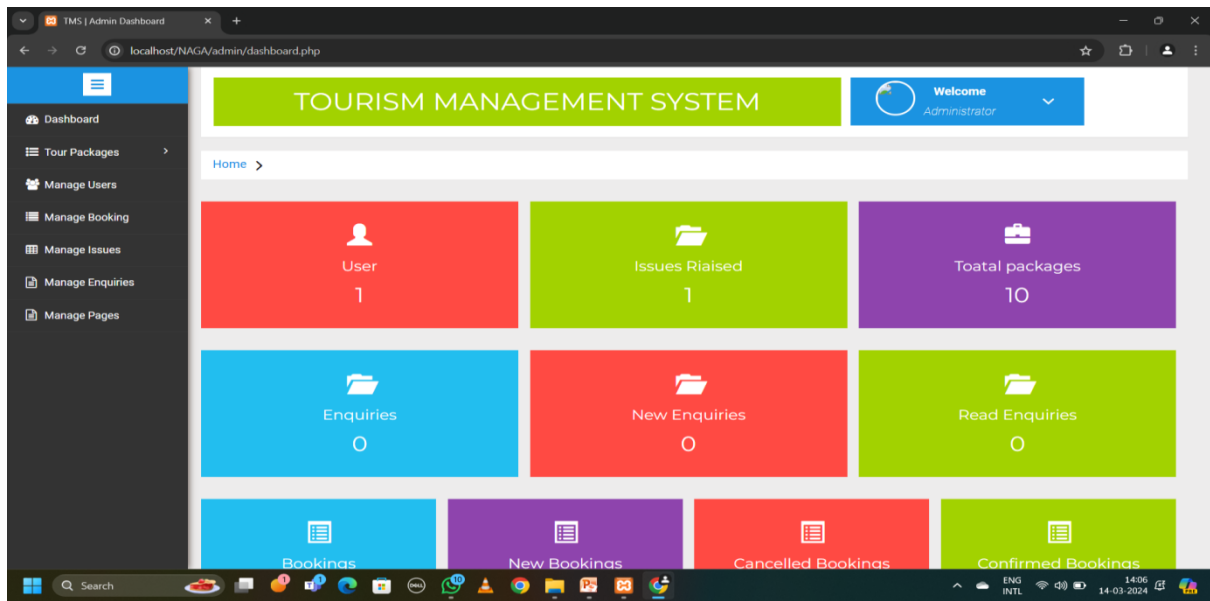 TMS | Admin Dashboard
localhost/NAGA/admin/dashboard.php
TOURISM MANAGEMENT SYSTEM
Welcome
Administrator
Dashboard
Tour Packages
Manage Users
Manage Booking
Manage Issues
Manage Enquiries
Manage Pages
Home
User
1
Issues Riaised
1
Toatal packages
10
Enquiries
0
New Enquiries
0
Read Enquiries
0
Bookings
New Bookings
Cancelled Bookings
Confirmed Bookings
Search
DELL
10
ENG
INTL
14:06
14-03-2024